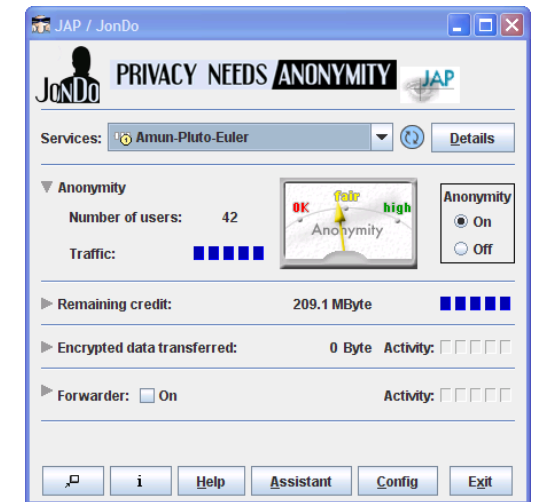 JAP / JonDo
JonDo PRIVACY NEEDS ANONYMITY JAP
Services: Amun-Pluto-Euler Details
Anonymity
Number of users: 42
Traffic:
OK fair high
Anonymity
Anonymity
On
Off
Remaining credit: 209.1 MByte
Encrypted data transferred: 0 Byte Activity:
Forwarder: On Activity:
i Help Assistant Config Exit